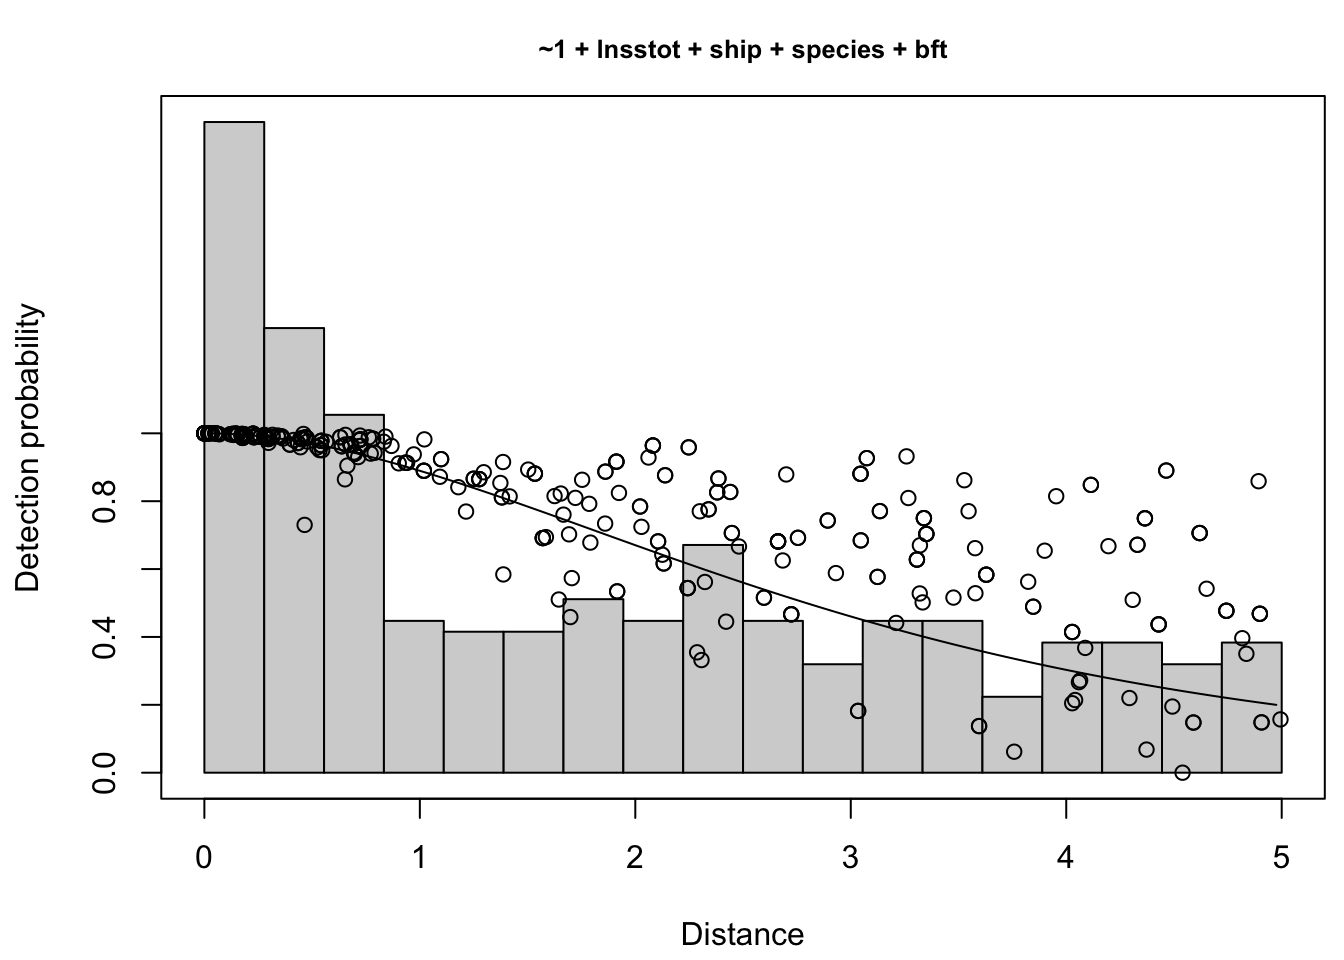 ~1 + lnsstot + ship + species + bft
Detection probability
0.8
0.4
0.0
0 1 2 3 4 5
Distance